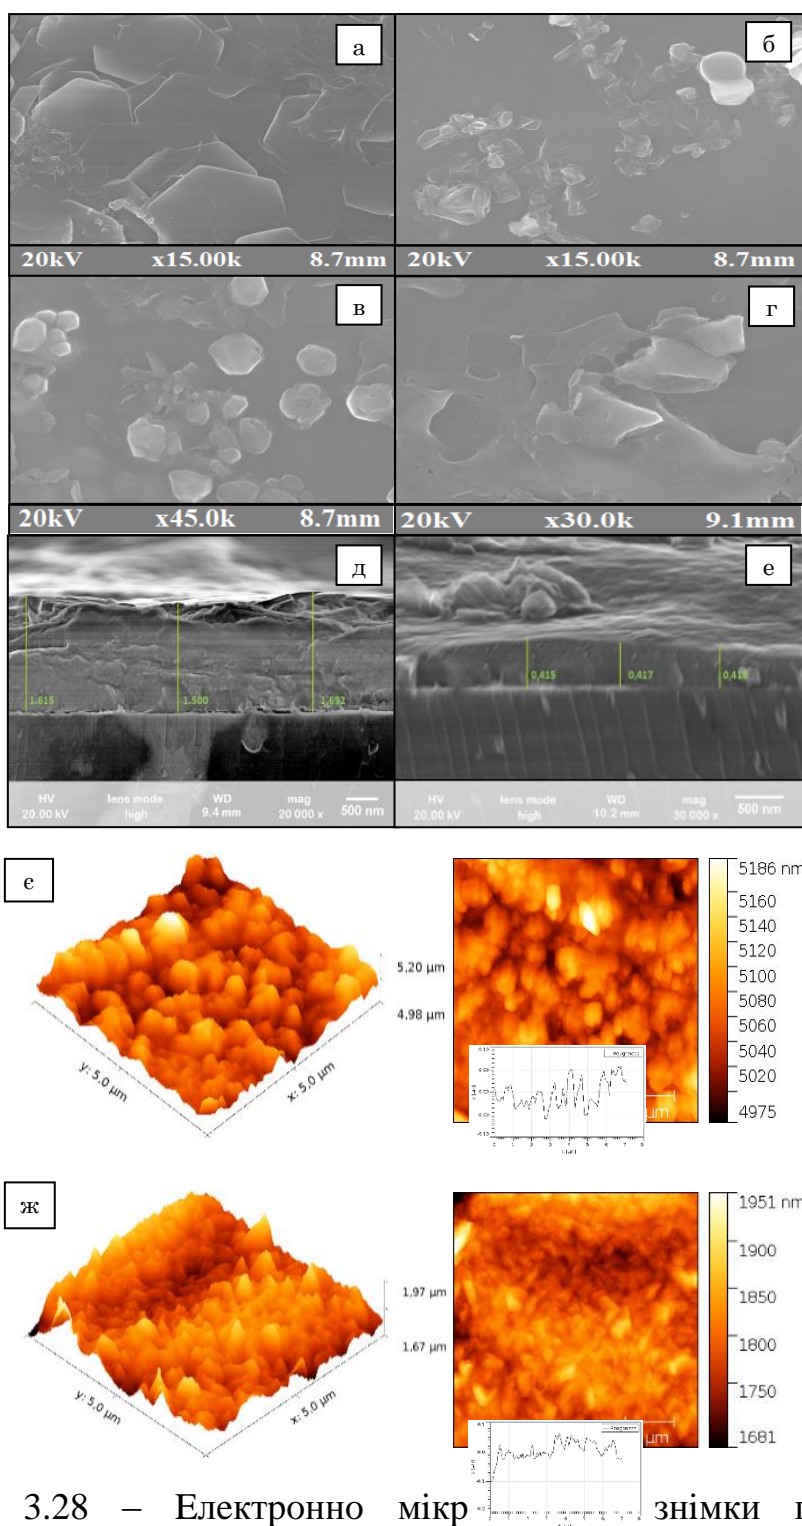 а
б
20kV x15.00k 8.7mm
20kV x15.00k 8.7mm
в
г
20kV x45.0k 8.7mm
20kV x30.0k 9.1mm
д
е
1.615 1.500 1.692
0,415 0,417
HV lens mode WD mag
20.00 kV high 9.4 mm 20 000 x 500 nm
HV lens mode WD mag
20.00 kV high 10.2 mm 30 000 x 500 nm
є
5.20 µm
4.98 µm
y: 5.0 µm
x: 5.0 µm
5186 nm
5160
5140
5120
5100
5080
5060
5040
5020
4975
Roughness
µm
ж
1.97 µm
1.67 µm
y: 5.0 µm
x: 5.0 µm
1951 nm
1900
1850
1800
1750
1681
Roughness
µm
3.28 – Електронно мікр знімки